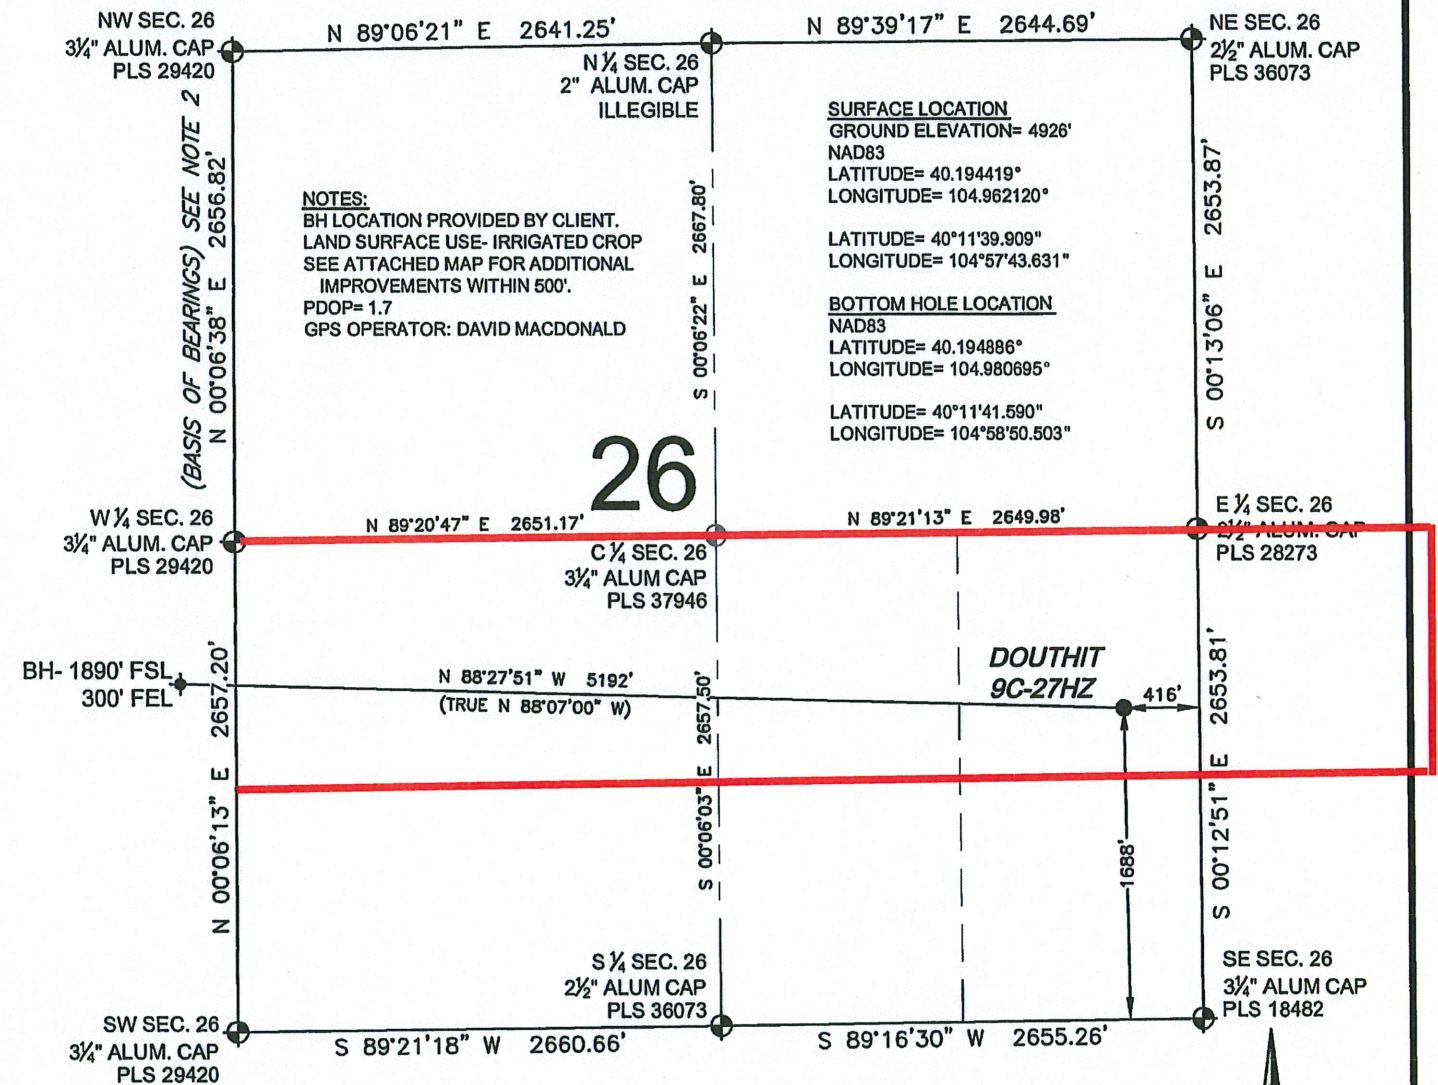 NW SEC. 26
3¼" ALUM. CAP
PLS 29420
N 89°06'21" E 2641.25'
N ¼ SEC. 26
2" ALUM. CAP
ILLEGIBLE
N 89°39'17" E 2644.69'
NE SEC. 26
2½" ALUM. CAP
PLS 36073
(BASIS OF BEARINGS) SEE NOTE 2
N 00°06'38" E 2656.82'
NOTES:
BH LOCATION PROVIDED BY CLIENT.
LAND SURFACE USE- IRRIGATED CROP
SEE ATTACHED MAP FOR ADDITIONAL
IMPROVEMENTS WITHIN 500'.
PDOP= 1.7
GPS OPERATOR: DAVID MACDONALD
S 00°06'22" E 2667.80'
SURFACE LOCATION
GROUND ELEVATION= 4926'
NAD83
LATITUDE= 40.194419°
LONGITUDE= 104.962120°
LATITUDE= 40°11'39.909"
LONGITUDE= 104°57'43.631"
BOTTOM HOLE LOCATION
NAD83
LATITUDE= 40.194886°
LONGITUDE= 104.980695°
LATITUDE= 40°11'41.590"
LONGITUDE= 104°58'50.503"
S 00°13'06" E 2653.87'
26
W ¼ SEC. 26
3¼" ALUM. CAP
PLS 29420
N 89°20'47" E 2651.17'
C ¼ SEC. 26
3¼" ALUM CAP
PLS 37946
N 89°21'13" E 2649.98'
E ¼ SEC. 26
2½" ALUM. CAP
PLS 28273
BH- 1890' FSL
300' FEL
N 00°06'13" E 2657.20'
N 88°27'51" W 5192'
(TRUE N 88°07'00" W)
S 00°06'03" E 2657.50'
DOUTHIT
9C-27HZ
416'
1688'
S 00°12'51" E 2653.81'
SW SEC. 26
3¼" ALUM. CAP
PLS 29420
S 89°21'18" W 2660.66'
S ¼ SEC. 26
2½" ALUM CAP
PLS 36073
S 89°16'30" W 2655.26'
SE SEC. 26
3¼" ALUM CAP
PLS 18482